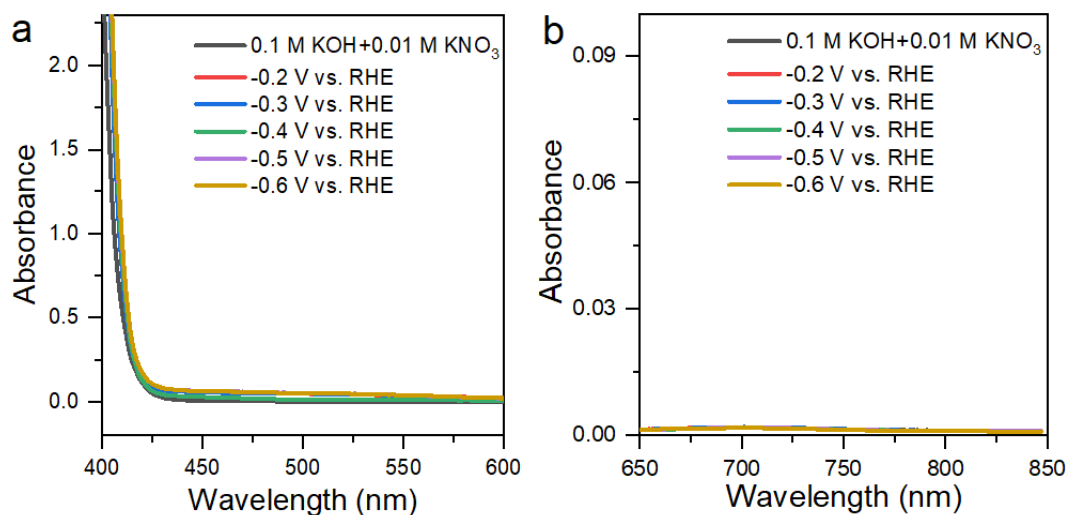 a
0.1 M KOH+0.01 M KNO3
-0.2 V vs. RHE
-0.3 V vs. RHE
-0.4 V vs. RHE
-0.5 V vs. RHE
-0.6 V vs. RHE
2.0
1.5
1.0
0.5
0.0
Absorbance
400
450
500
550
600
Wavelength (nm)
b
0.1 M KOH+0.01 M KNO3
-0.2 V vs. RHE
-0.3 V vs. RHE
-0.4 V vs. RHE
-0.5 V vs. RHE
-0.6 V vs. RHE
0.09
0.06
0.03
0.00
Absorbance
650
700
750
800
850
Wavelength (nm)